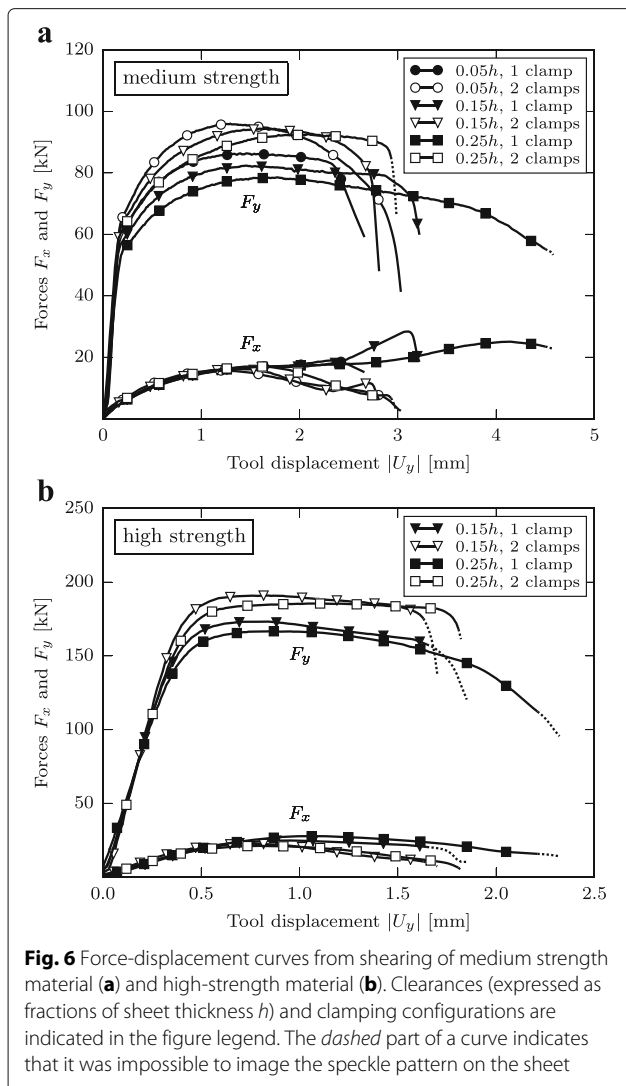 a
120
100
80
60
40
20
Forces Fx and Fy [kN]
medium strength
0.05h, 1 clamp
0.05h, 2 clamps
0.15h, 1 clamp
0.15h, 2 clamps
0.25h, 1 clamp
0.25h, 2 clamps
Fy
Fx
0 1 2 3 4 5
Tool displacement |Uy| [mm]
b
250
200
150
100
50
Forces Fx and Fy [kN]
high strength
0.15h, 1 clamp
0.15h, 2 clamps
0.25h, 1 clamp
0.25h, 2 clamps
Fy
Fx
0.0 0.5 1.0 1.5 2.0 2.5
Tool displacement |Uy| [mm]
Fig. 6 Force-displacement curves from shearing of medium strength
material (a) and high-strength material (b). Clearances (expressed as
fractions of sheet thickness h) and clamping configurations are
indicated in the figure legend. The dashed part of a curve indicates
that it was impossible to image the speckle pattern on the sheet